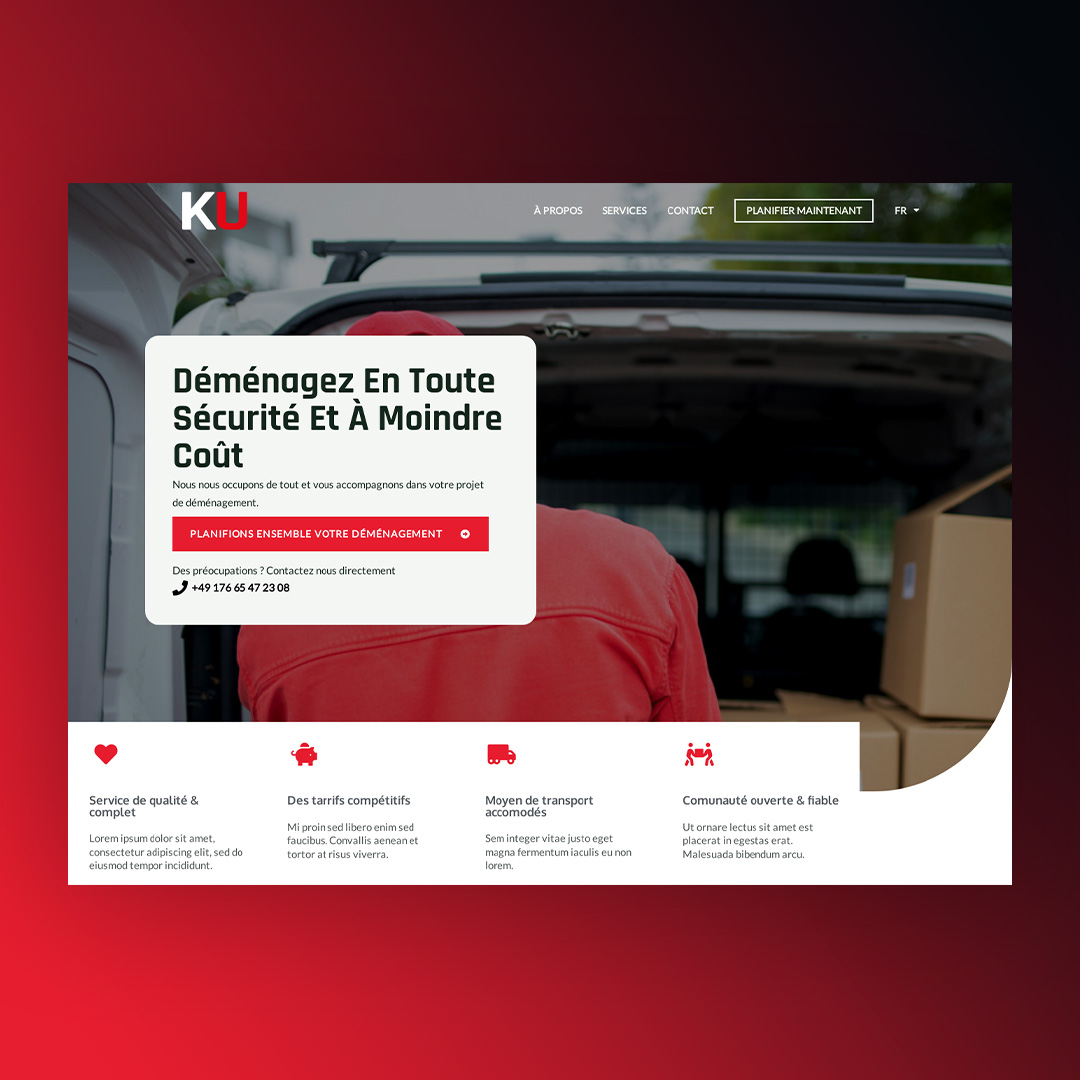 KU
À PROPOS SERVICES CONTACT PLANIFIER MAINTENANT FR
Déménagez En Toute
Sécurité Et À Moindre
Coût
Nous nous occupons de tout et vous accompagnons dans votre projet
de déménagement.
PLANIFIONS ENSEMBLE VOTRE DÉMÉNAGEMENT
Des préocupations ? Contactez nous directement
+49 176 65 47 23 08
Service de qualité &
complet
Lorem ipsum dolor sit amet,
consectetur adipiscing elit, sed do
eiusmod tempor incididunt.
Des tarrifs compétitifs
Mi proin sed libero enim sed
faucibus. Convallis aenean et
tortor at risus viverra.
Moyen de transport
accomodés
Sem integer vitae justo eget
magna fermentum iaculis eu non
lorem.
Comunauté ouverte & fiable
Ut ornare lectus sit amet est
placerat in egestas erat.
Malesuada bibendum arcu.